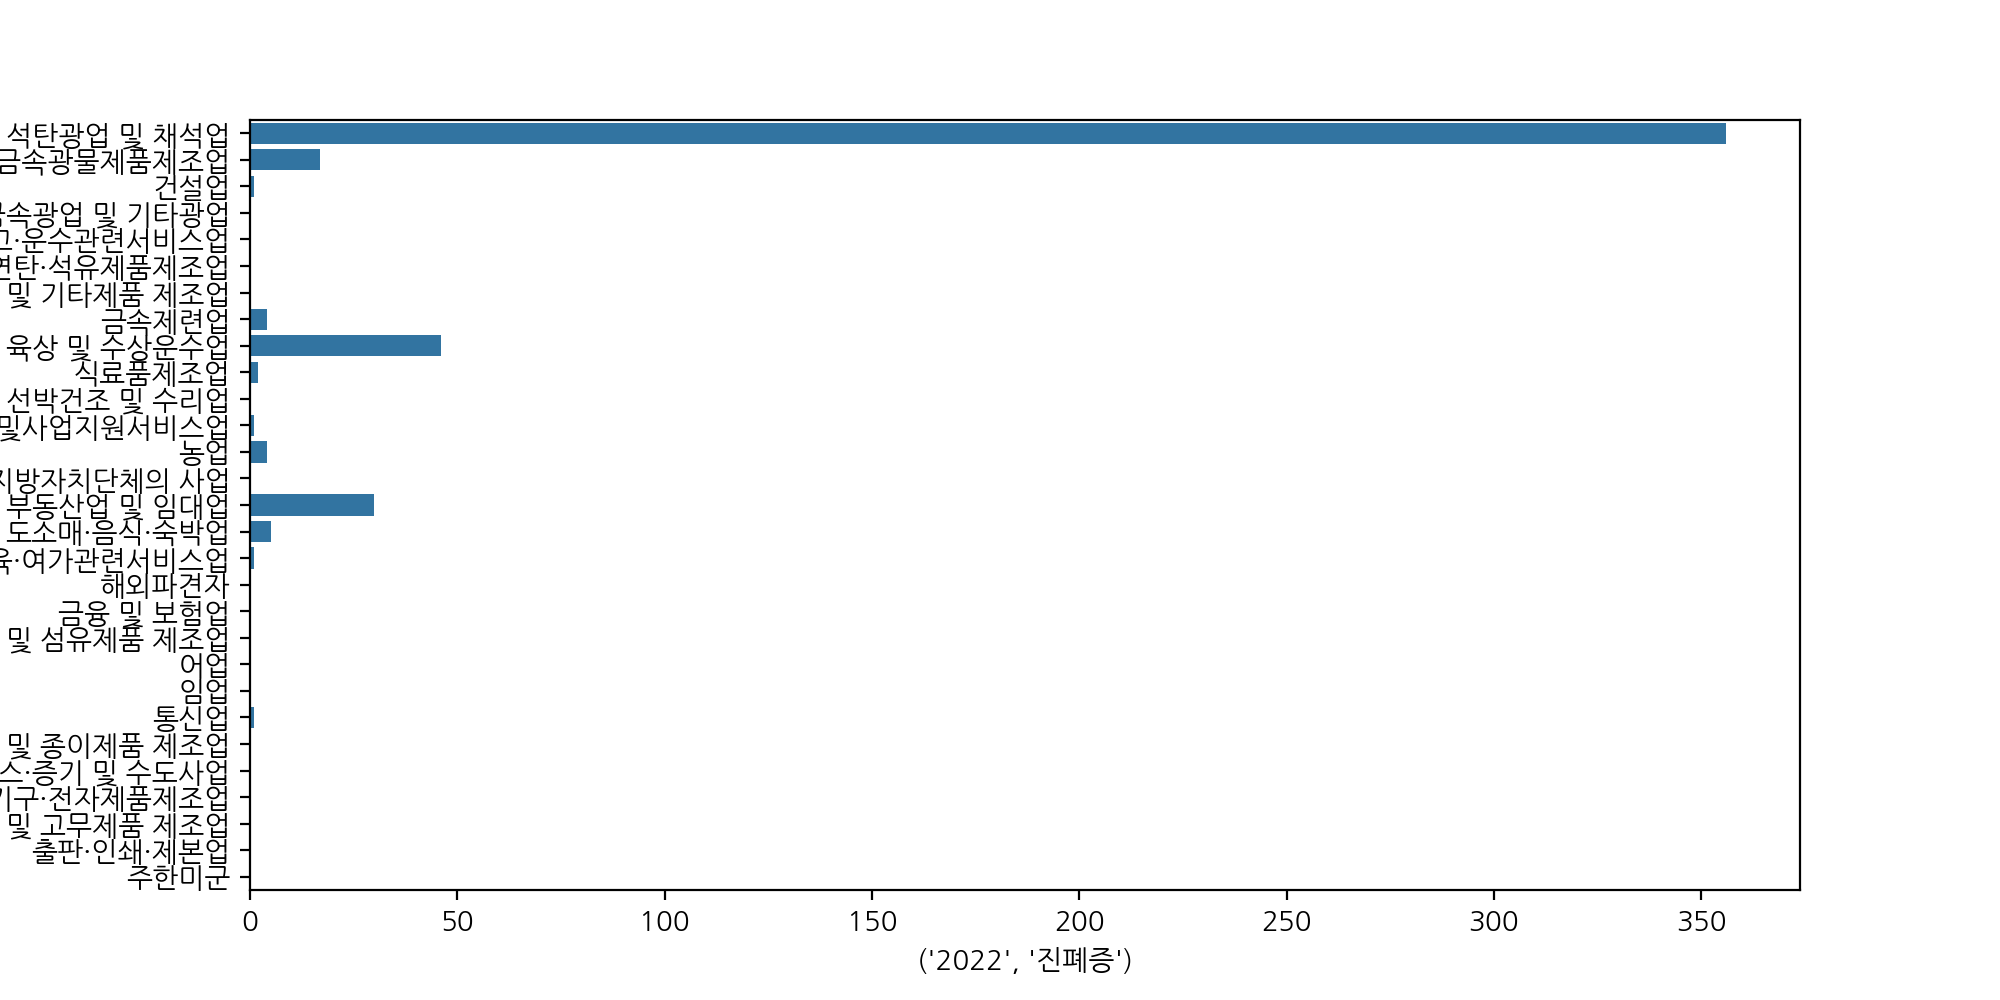 석탄광업 및 채석업
금속광물제품제조업
건설업
금속광업 및 기타광업
·운수관련서비스업
연탄·석유제품제조업
및 기타제품 제조업
금속제련업
육상 및 수상운수업
식료품제조업
선박건조 및 수리업
및사업지원서비스업
농업
지방자치단체의 사업
부동산업 및 임대업
도소매·음식·숙박업
·여가관련서비스업
해외파견자
금융 및 보험업
및 섬유제품 제조업
어업
임업
통신업
및 종이제품 제조업
스·증기 및 수도사업
기구·전자제품제조업
및 고무제품 제조업
출판·인쇄·제본업
주한미군
0 50 100 150 200 250 300 350
('2022', '진폐증')